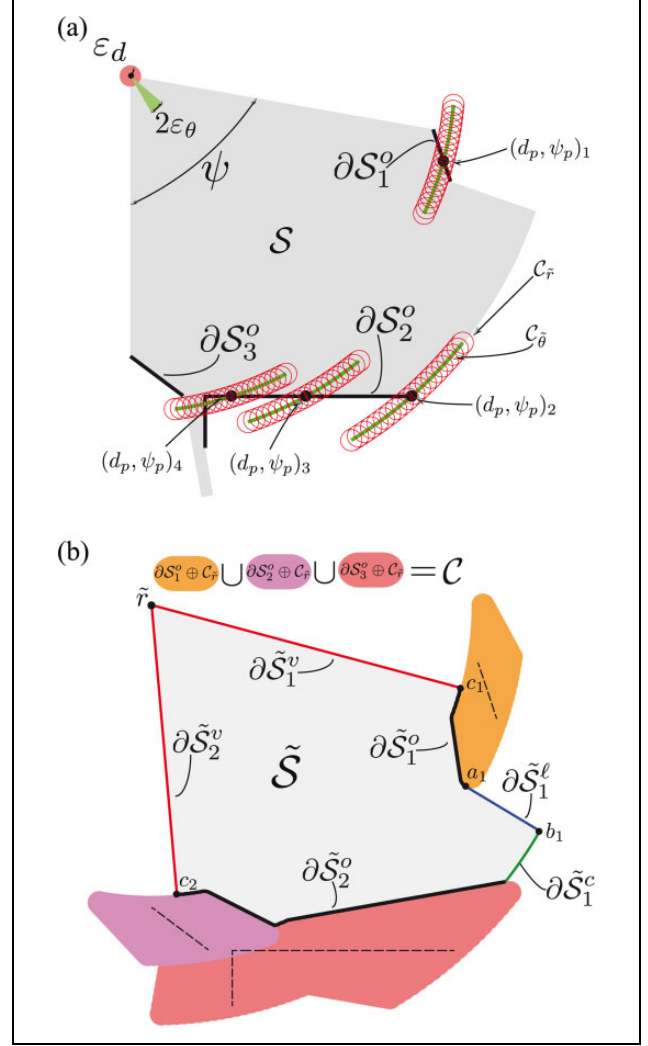 (a)
ε_d
2ε_θ
ψ
∂S_1^o
(d_p, ψ_p)_1
S
C_r̃
∂S_3^o
∂S_2^o
C_θ̃
(d_p, ψ_p)_2
(d_p, ψ_p)_4
(d_p, ψ_p)_3
(b)
∂S_1^o ⊕ C_r̃ ∪ ∂S_2^o ⊕ C_r̃ ∪ ∂S_3^o ⊕ C_r̃ = C
r̃
∂S̃_1^v
c_1
∂S̃_2^v
∂S̃_1^o
S̃
a_1
∂S̃_1^ℓ
b_1
c_2
∂S̃_2^o
∂S̃_1^c